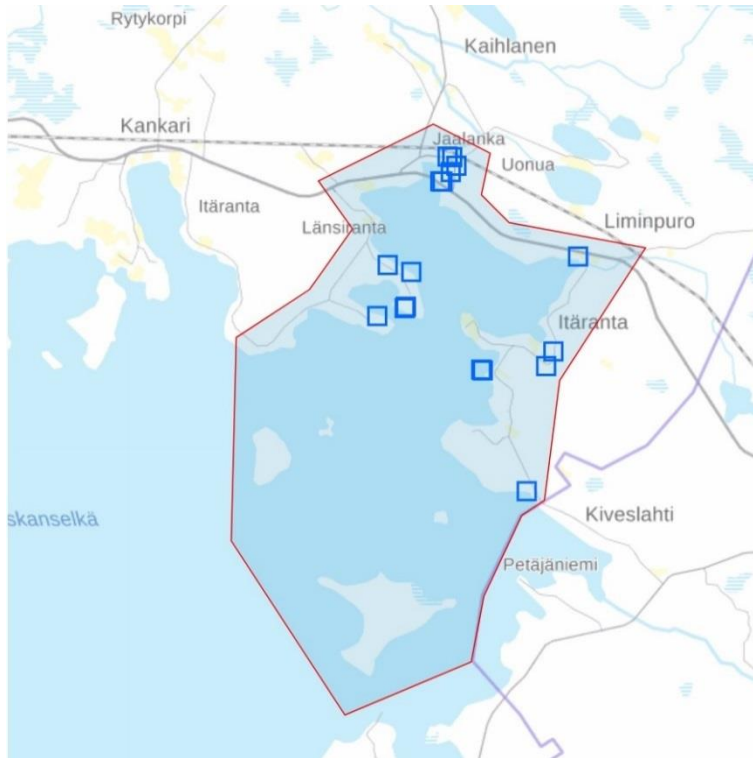 Rytykorpi
Kaihlanen
Kankari
Jaalanka
Uonua
Itäranta
Länsiranta
Liminpuro
Itäranta
skanselkä
Kiveslahti
Petäjäniemi